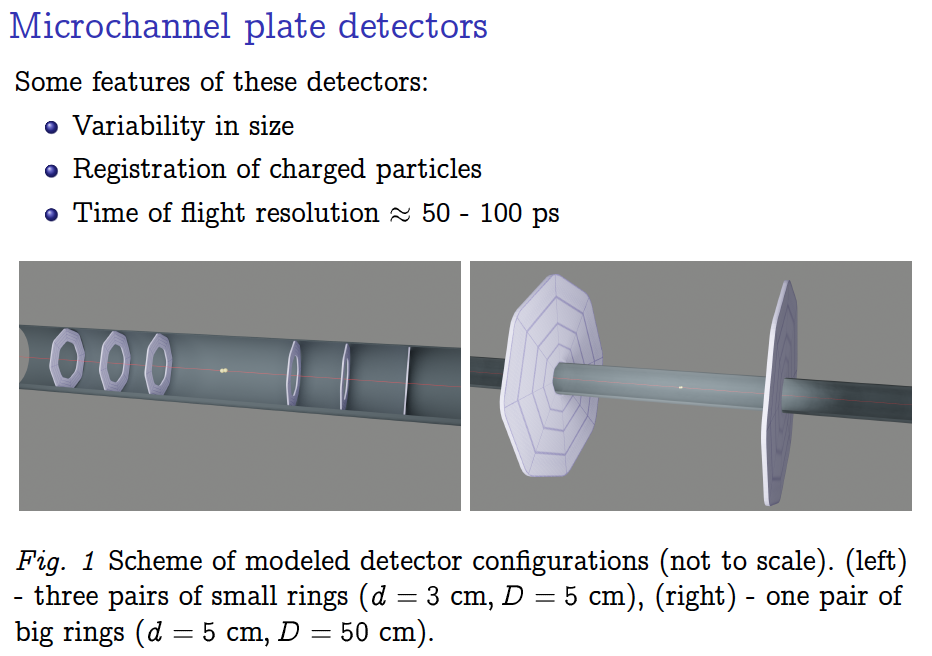 Microchannel plate detectors
Some features of these detectors:
Variability in size
Registration of charged particles
Time of flight resolution ≈ 50 - 100 ps
Fig. 1 Scheme of modeled detector configurations (not to scale). (left)
- three pairs of small rings (d = 3 cm, D = 5 cm), (right) - one pair of
big rings (d = 5 cm, D = 50 cm).